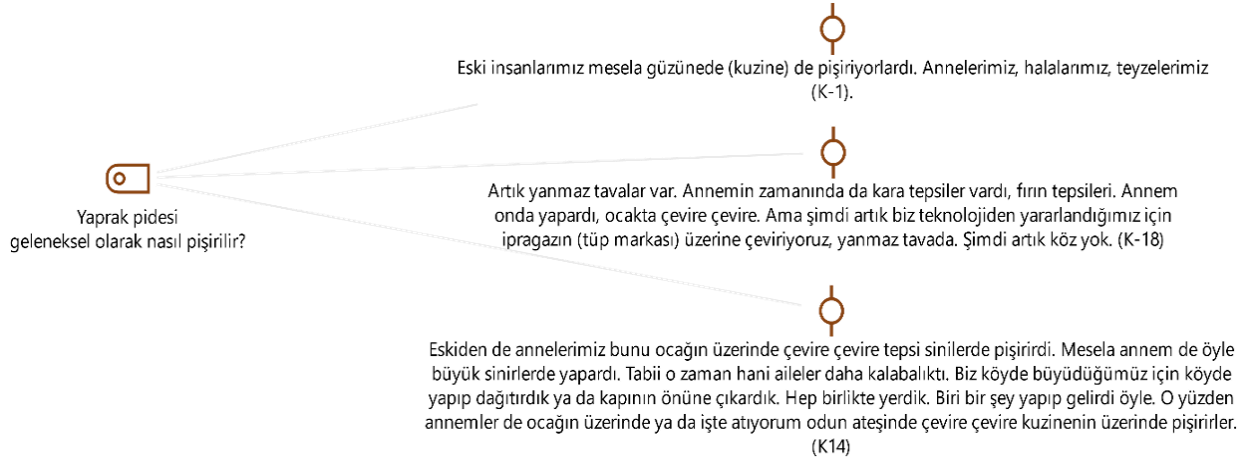 Eski insanlarımız mesela güzünede (kuzine) de pişiriyorlardı. Annelerimiz, halalarımız, teyzelerimiz
(K-1).
Yaprak pidesi
geleneksel olarak nasıl pişirilir?
Artık yanmaz tavalar var. Annemin zamanında da kara tepsiler vardı, fırın tepsileri. Annem
onda yapardı, ocakta çevire çevire. Ama şimdi artık biz teknolojiden yararlandığımız için
ipragazın (tüp markası) üzerine çeviriyoruz, yanmaz tavada. Şimdi artık köz yok. (K-18)
Eskiden de annelerimiz bunu ocağın üzerinde çevire çevire tepsi sinilerde pişirirdi. Mesela annem de öyle
büyük sinirlerde yapardı. Tabii o zaman hani aileler daha kalabalıktı. Biz köyde büyüdüğümüz için köyde
yapıp dağıtırdık ya da kapının önüne çıkardık. Hep birlikte yerdik. Biri bir şey yapıp gelirdi öyle. O yüzden
annemler de ocağın üzerinde ya da işte atıyorum odun ateşinde çevire çevire kuzinenin üzerinde pişirirler.
(K14)